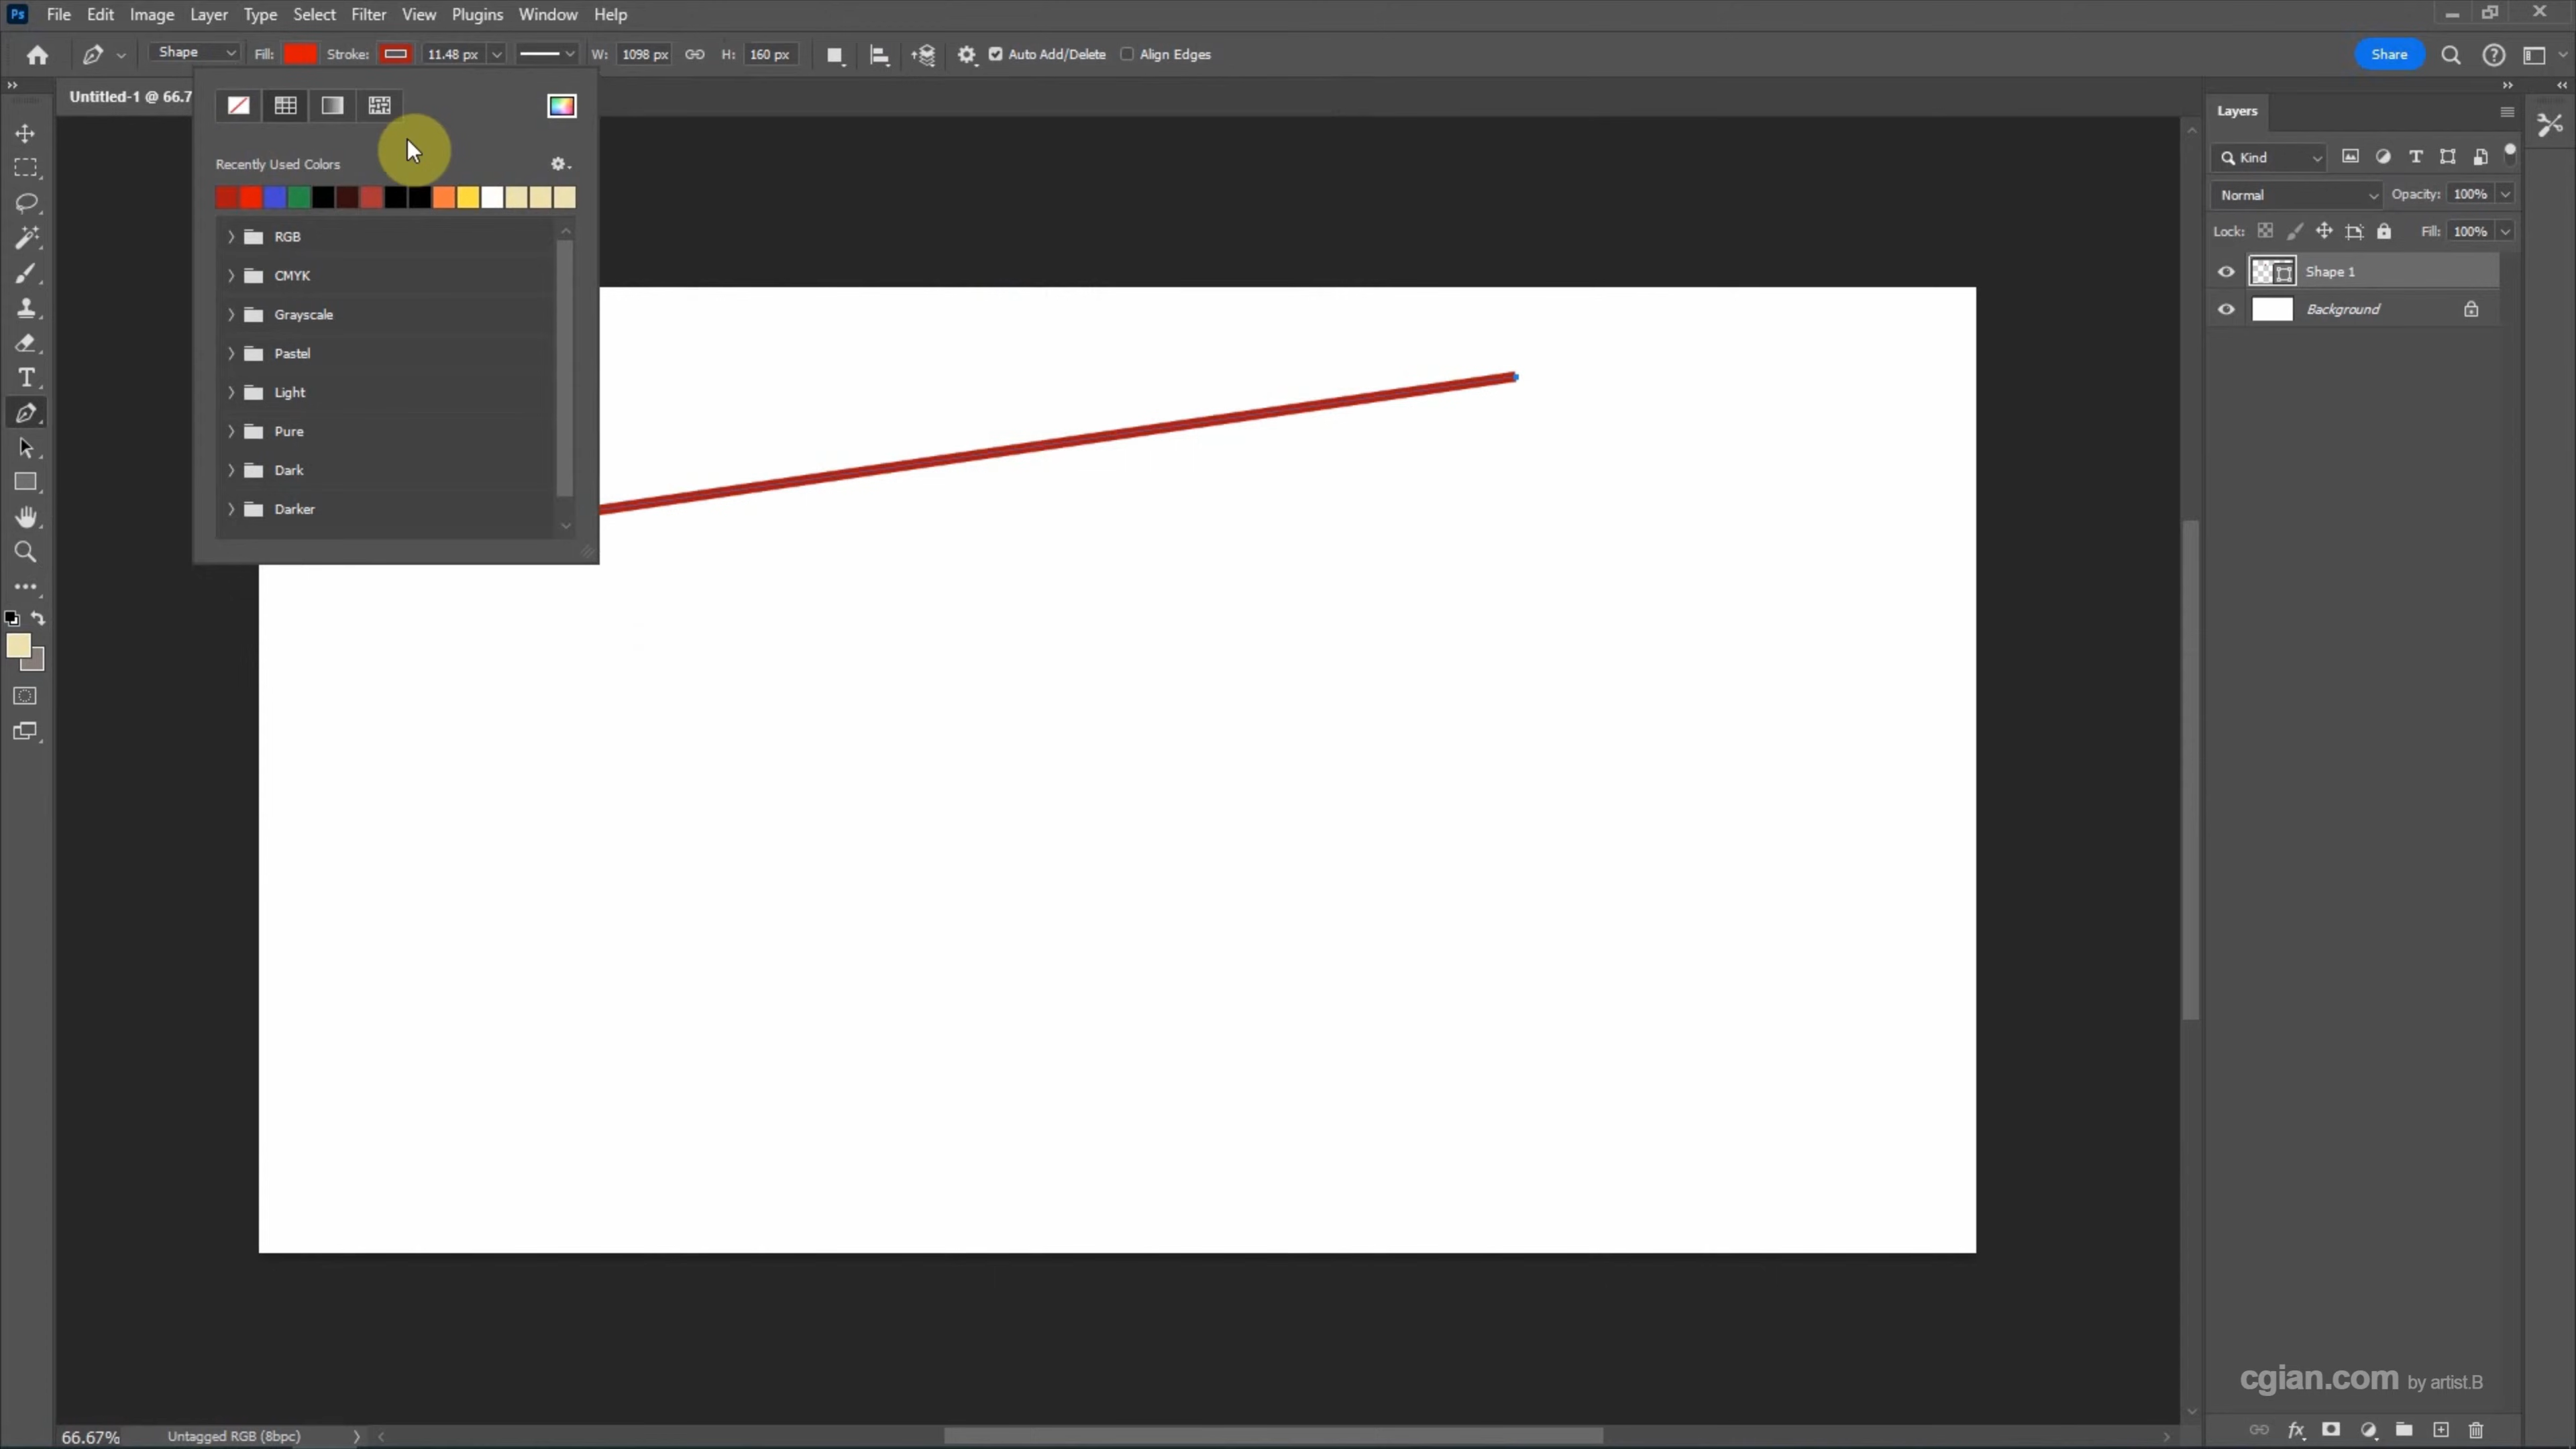 Ps File Edit Image Layer Type Select Filter View Plugins Window Help
Shape Fill: Stroke: 11.48 px W: 1098 px H: 160 px Auto Add/Delete Align Edges Share
Untitled-1 @ 66.7
Recently Used Colors
RGB
CMYK
Grayscale
Pastel
Light
Pure
Dark
Darker
Layers
Kind
Normal Opacity: 100%
Lock: Fill: 100%
Shape 1
Background
cgian.com by artist.B
66.67% Untagged RGB (8bpc)